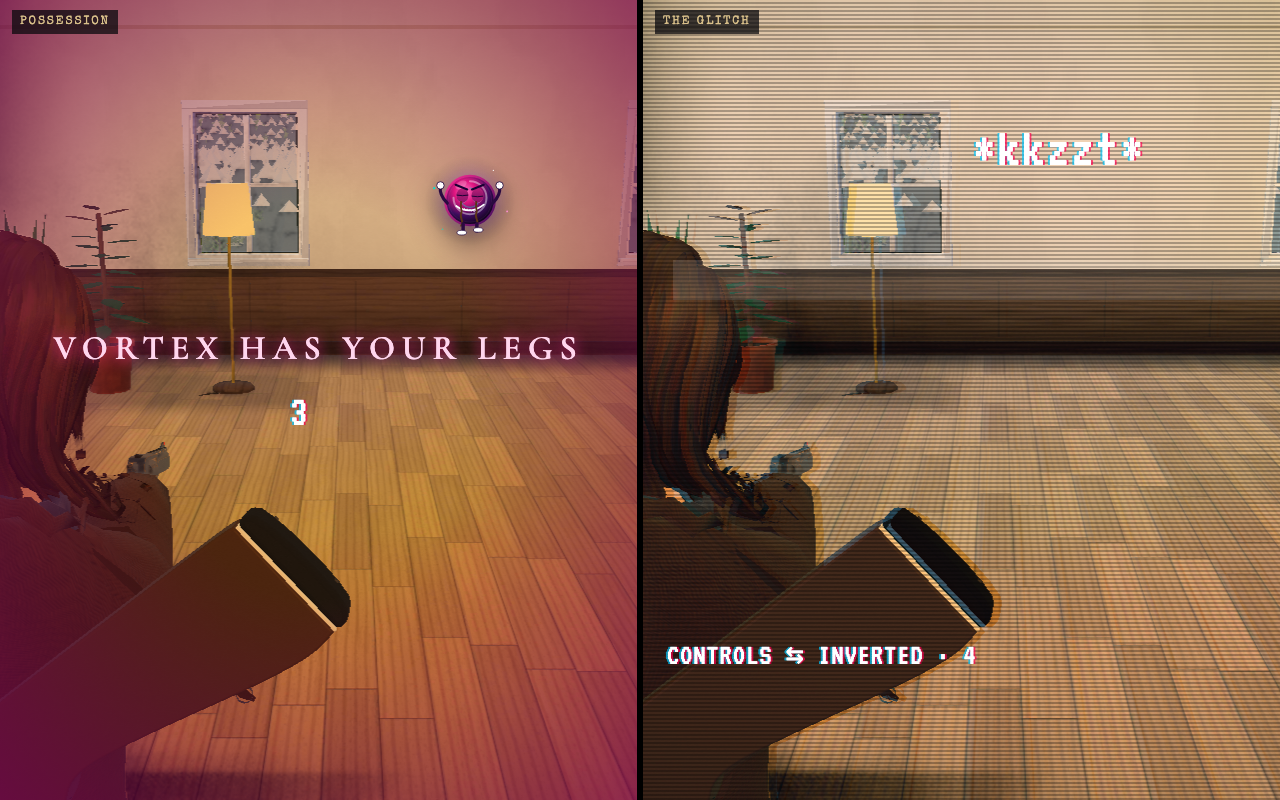 POSSESSION
VORTEX HAS YOUR LEGS
3
THE GLITCH
*kkzzt*
CONTROLS ⇆ INVERTED · 4